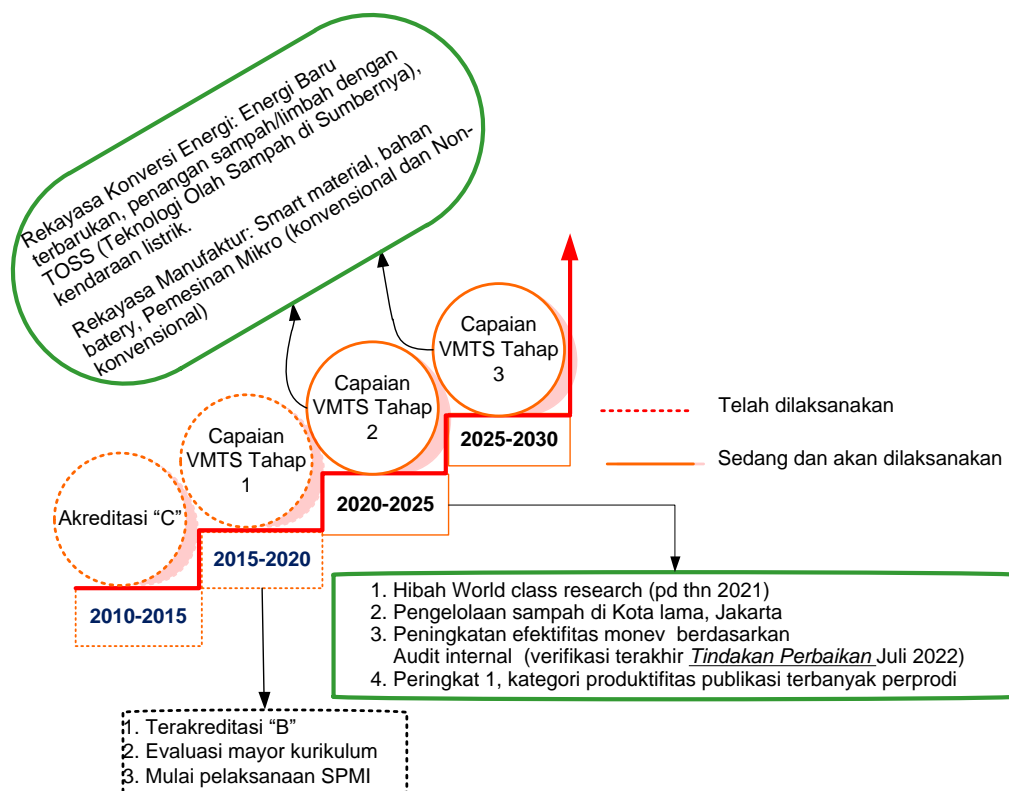 Rekayasa Konversi Energi: Energi Baru
terbarukan, penangan sampah/limbah dengan
TOSS (Teknologi Olah Sampah di Sumbernya),
kendaraan listrik.
Rekayasa Manufaktur: Smart material, bahan
batery, Pemesinan Mikro (konvensional dan Non-
konvensional)
Capaian
VMTS Tahap
3
Capaian
VMTS Tahap
2
Capaian
VMTS Tahap
1
Akreditasi “C”
2010-2015
2015-2020
2020-2025
2025-2030
Telah dilaksanakan
Sedang dan akan dilaksanakan
1. Hibah World class research (pd thn 2021)
2. Pengelolaan sampah di Kota lama, Jakarta
3. Peningkatan efektifitas monev berdasarkan
Audit internal (verifikasi terakhir Tindakan Perbaikan Juli 2022)
4. Peringkat 1, kategori produktifitas publikasi terbanyak perprodi
1. Terakreditasi “B”
2. Evaluasi mayor kurikulum
3. Mulai pelaksanaan SPMI